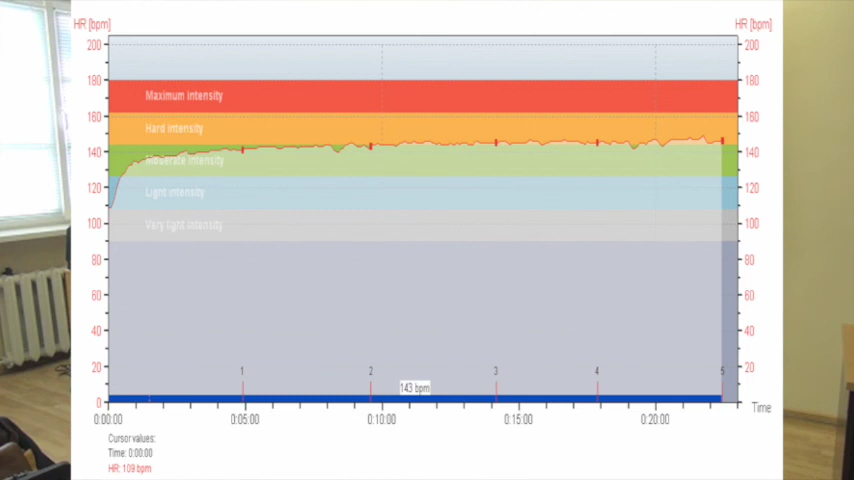 HR [bpm] HR [bpm]
200 200
180 180
Maximum intensity
160 160
Hard intensity
140 140
Moderate intensity
120 120
Light intensity
100 100
Very light intensity
80 80
60 60
40 40
20 20
1 2 3 4 5
143 bpm
0 0
0:00:00 0:05:00 0:10:00 0:15:00 0:20:00 Time
Cursor values:
Time: 0:00:00
HR: 109 bpm